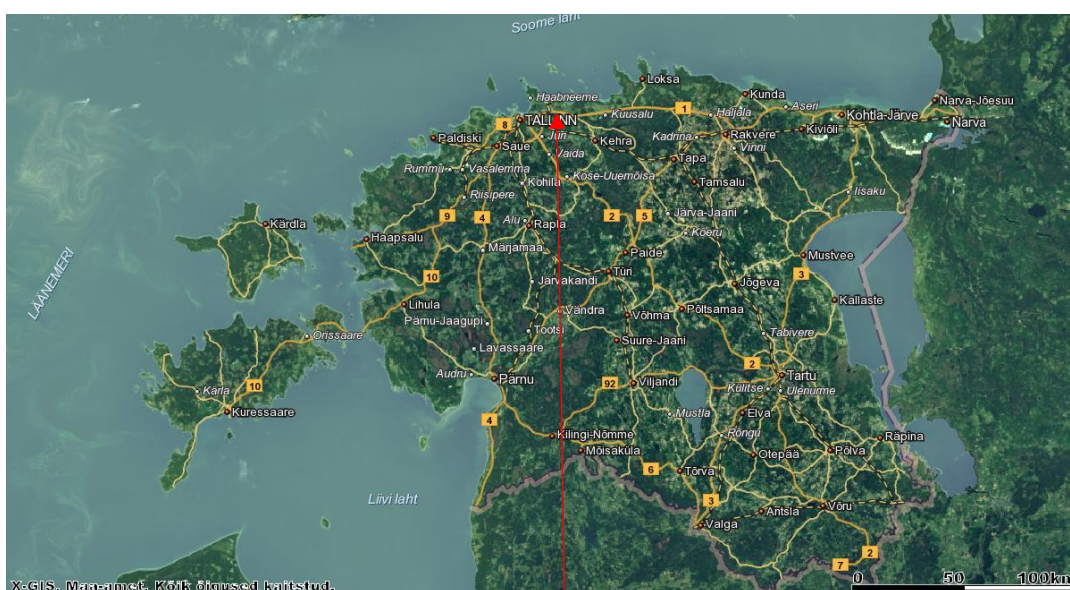 Soome laht
Loksa
Kunda
Haabneeme
Narva-Jõesuu
Aseri
1
Haljala
Kuusalu
Kohtla-Järve
TALLINN
Narva
8
Kiviõli
Rakvere
Jüri
Kadrina
Paldiski
Kehra
Saue
Vinni
Vaida
Tapa
Rummu
Vasalemma
Kose-Uuemõisa
Kohila
Tamsalu
Iisaku
Riisipere
Järva-Jaani
9
4
2
5
Alu
Rapla
Kärdla
Koeru
Haapsalu
Märjamaa
Paide
Mustvee
Türi
3
10
Järvakandi
Jõgeva
LÄÄNEMERI
Kallaste
Lihula
Vändra
Põltsamaa
Võhma
Pärnu-Jaagupi
Tootsi
Tabivere
Orissaare
Suure-Jaani
Lavassaare
2
Audru
Tartu
Pärnu
92
Viljandi
10
Külitse
Ülenurme
Kärla
Kuressaare
Mustla
Elva
4
Kilingi-Nõmme
Rõngu
Räpina
Mõisaküla
Otepää
Põlva
6
Tõrva
Liivi laht
3
Antsla
Võru
Valga
2
7
0 50 100km
X-GIS. Maa-amet. Kõik õigused kaitstud.